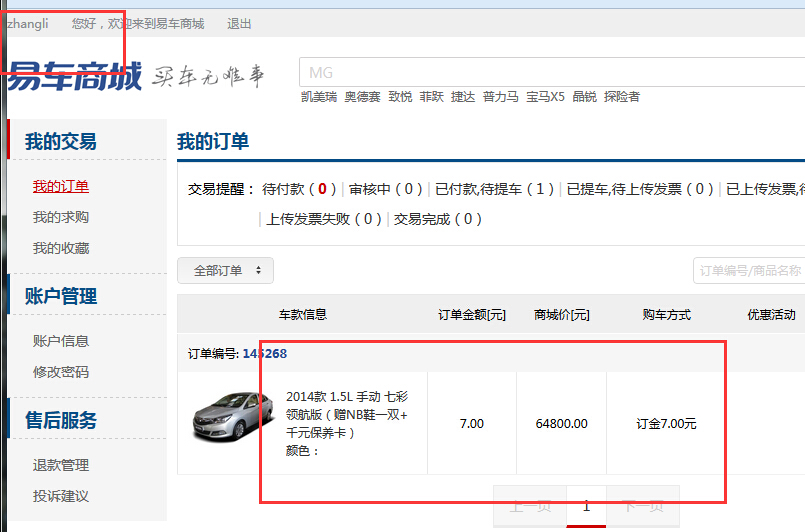 zhangli 您好，欢迎来到易车商城 退出
易车商城 买车无难事
MG
凯美瑞 奥德赛 致悦 菲跃 捷达 普力马 宝马X5 晶锐 探险者
我的交易
我的订单
我的求购
我的收藏
账户管理
账户信息
修改密码
售后服务
退款管理
投诉建议
我的订单
交易提醒： 待付款（0）| 审核中（0）| 已付款,待提车（1）| 已提车,待上传发票（0）| 已上传发票,待
| 上传发票失败（0）| 交易完成（0）
全部订单
订单编号/商品名称
车款信息 订单金额[元] 商城价[元] 购车方式 优惠活动
订单编号: 145268
2014款 1.5L 手动 七彩
领航版（赠NB鞋一双+
千元保养卡）
颜色：
7.00 64800.00 订金7.00元
上一页 1 下一页